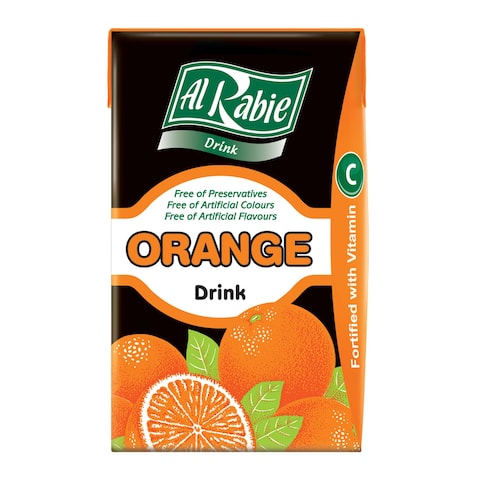 Al Rabie
Drink
Free of Preservatives
Free of Artificial Colours
Free of Artificial Flavours
ORANGE
Drink
Fortified with Vitamin C